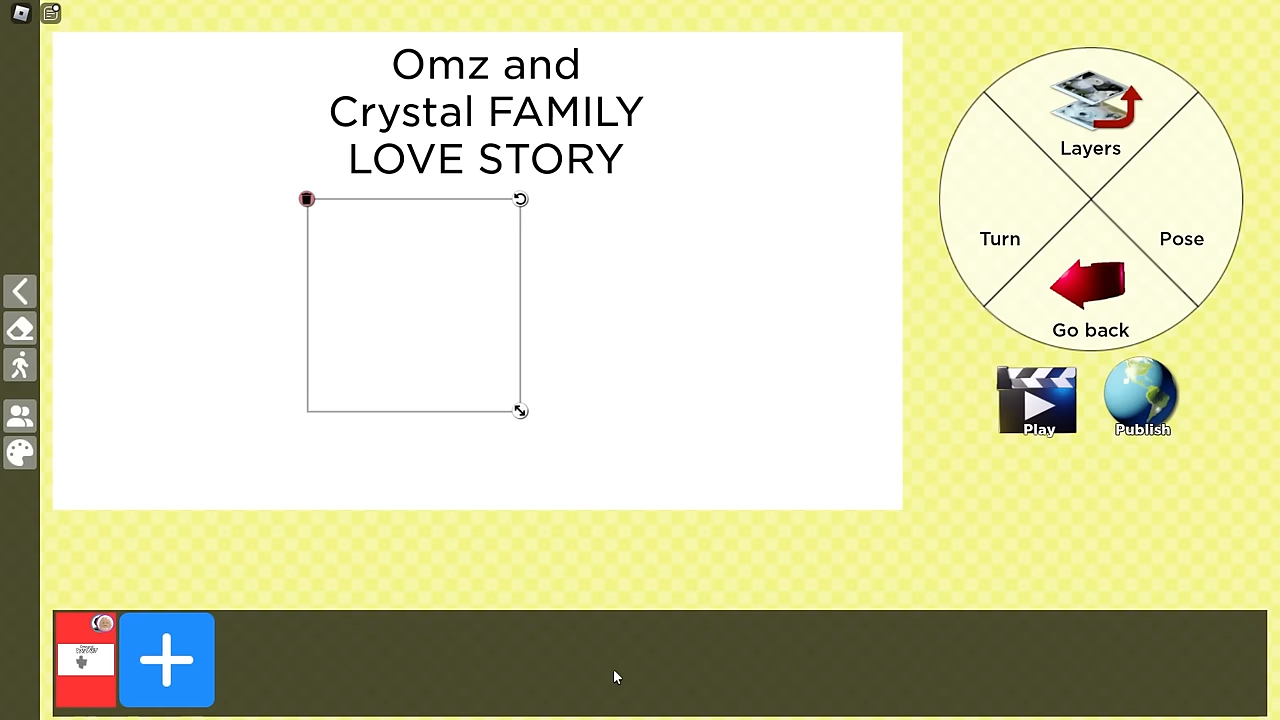 Omz and
Crystal FAMILY
LOVE STORY
Layers
Turn
Pose
Go back
Play
Publish